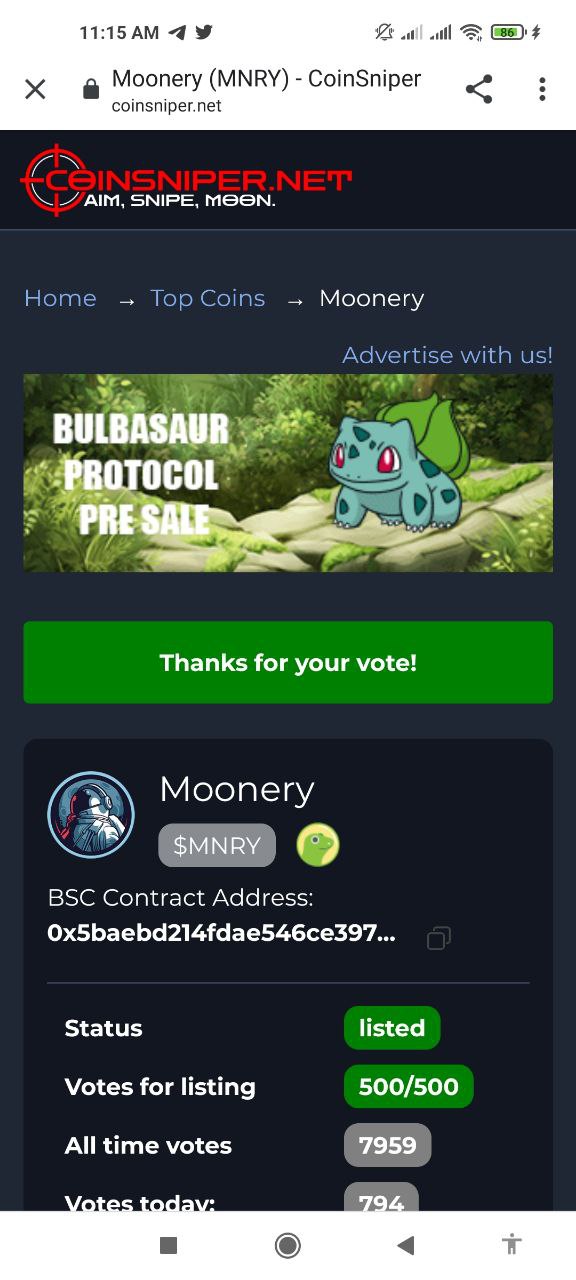 11:15 AM
86
Moonery (MNRY) - CoinSniper
coinsniper.net
COINSNIPER.NET
AIM, SNIPE, MOON.
Home → Top Coins → Moonery
Advertise with us!
BULBASAUR
PROTOCOL
PRE SALE
Thanks for your vote!
Moonery
$MNRY
BSC Contract Address:
0x5baebd214fdae546ce397...
Status listed
Votes for listing 500/500
All time votes 7959
Votes today: 794